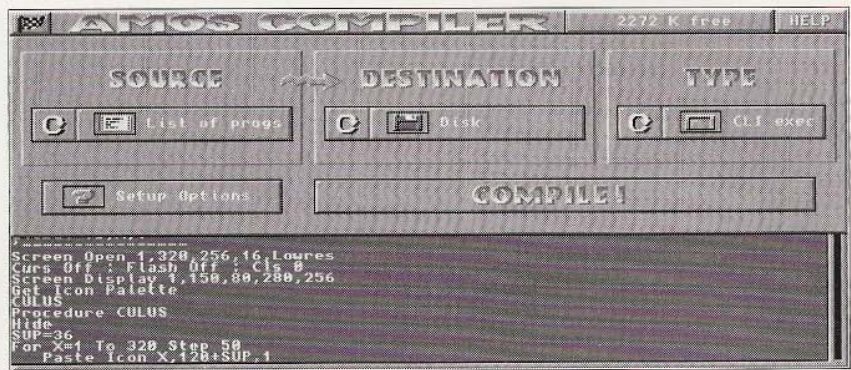 AMOS COMPILER 2272 K free HELP
SOURCE DESTINATION TYPE
List of progs Disk CLI exec
Setup Options COMPILE!
'------------------
Screen Open 1,320,256,16,Lowres
Curs Off : Flash Off : Cls 0
Screen Display 1,150,80,280,256
Get Icon Palette
CULUS
Procedure CULUS
Hide
SUP=36
For X=1 To 320 Step 50
Paste Icon X,120+SUP,1